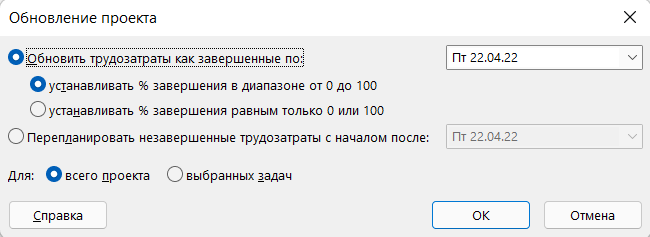 Обновление проекта
Обновить трудозатраты как завершенные по: Пт 22.04.22
устанавливать % завершения в диапазоне от 0 до 100
устанавливать % завершения равным только 0 или 100
Перепланировать незавершенные трудозатраты с началом после: Пт 22.04.22
Для: всего проекта выбранных задач
Справка ОК Отмена